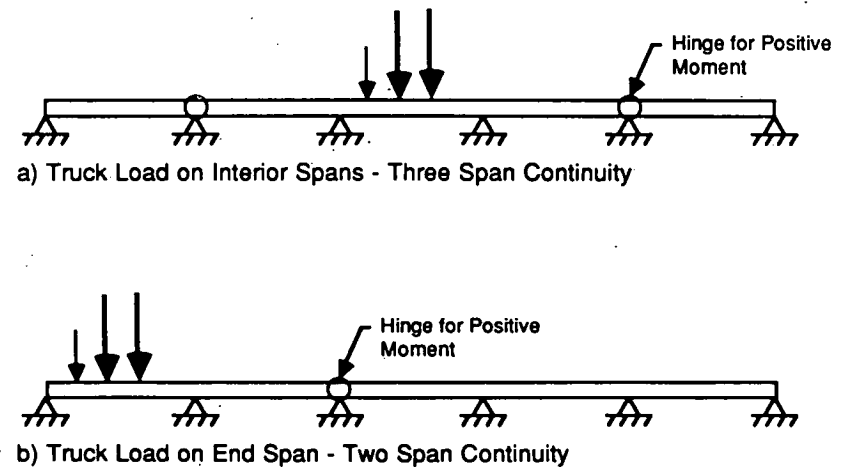 Hinge for Positive
Moment
a) Truck Load on Interior Spans - Three Span Continuity
Hinge for Positive
Moment
b) Truck Load on End Span - Two Span Continuity